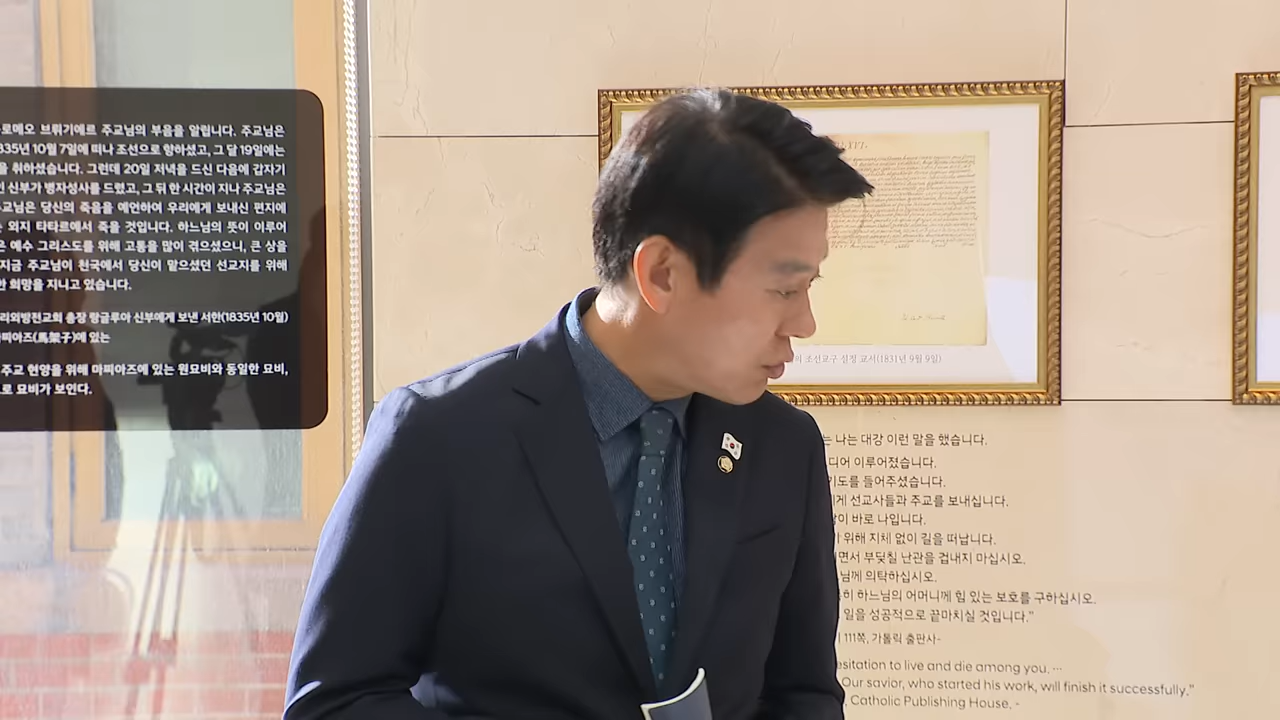 로메오 브뤼기에르 주교님의 부음을 알립니다. 주교님은
835년 10월 7일에 떠나 조선으로 향하셨고, 그 달 19일에는
을 취하셨습니다. 그런데 20일 저녁을 드신 다음에 갑자기
신부가 병자성사를 드렸고, 그 뒤 한 시간이 지나 주교님은
교님은 당신의 죽음을 예언하여 우리에게 보내신 편지에
외지 타타르에서 죽을 것입니다. 하느님의 뜻이 이루어
은 예수 그리스도를 위해 고통을 많이 겪으셨으니, 큰 상을
지금 주교님이 천국에서 당신이 맡으셨던 선교지를 위해
한 희망을 지니고 있습니다.
리외방전교회 총장 랑글루아 신부에게 보낸 서한(1835년 10월)
마피아즈(馬架子)에 있는
주교 현양을 위해 마피아즈에 있는 원묘비와 동일한 묘비,
로 묘비가 보인다.
의 조선교구 설정 교서(1831년 9월 9일)
는 나는 대강 이런 말을 했습니다.
디어 이루어졌습니다.
기도를 들어주셨습니다.
에게 선교사들과 주교를 보내십니다.
이 바로 나입니다.
위해 지체 없이 길을 떠납니다.
면서 부딪칠 난관을 겁내지 마십시오.
님께 의탁하십시오.
히 하느님의 어머니께 힘 있는 보호를 구하십시오.
일을 성공적으로 끝마치실 것입니다."
111쪽, 가톨릭 출판사-
esitation to live and die among you. ...
Our savior, who started his work, will finish it successfully."
, Catholic Publishing House, -